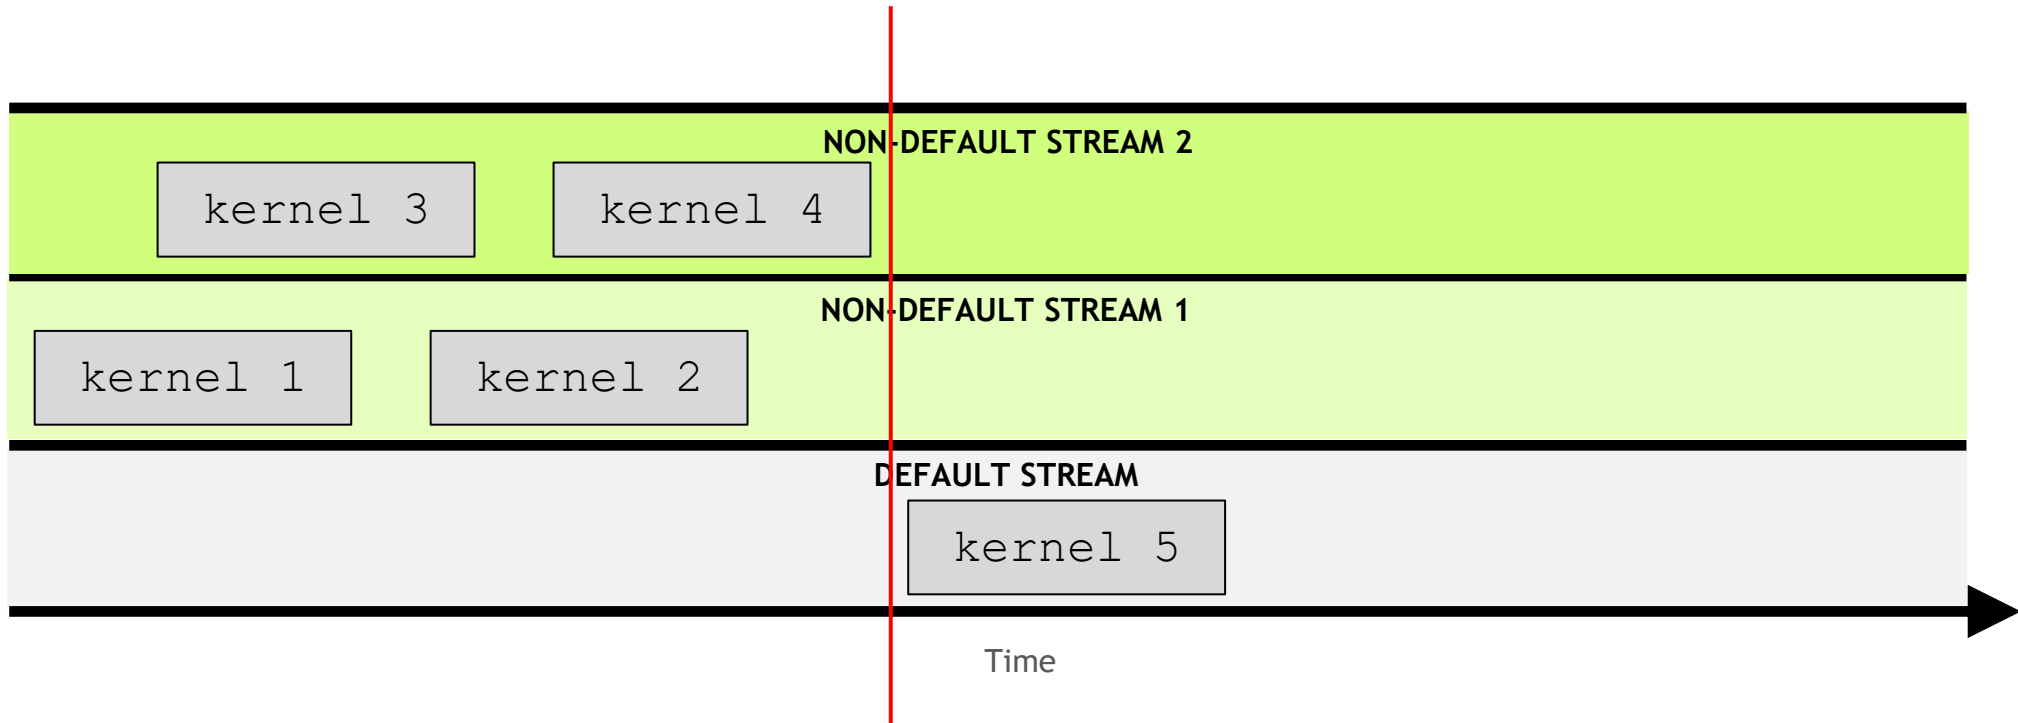 NON-DEFAULT STREAM 2
kernel 3
kernel 4
NON-DEFAULT STREAM 1
kernel 1
kernel 2
DEFAULT STREAM
kernel 5
Time